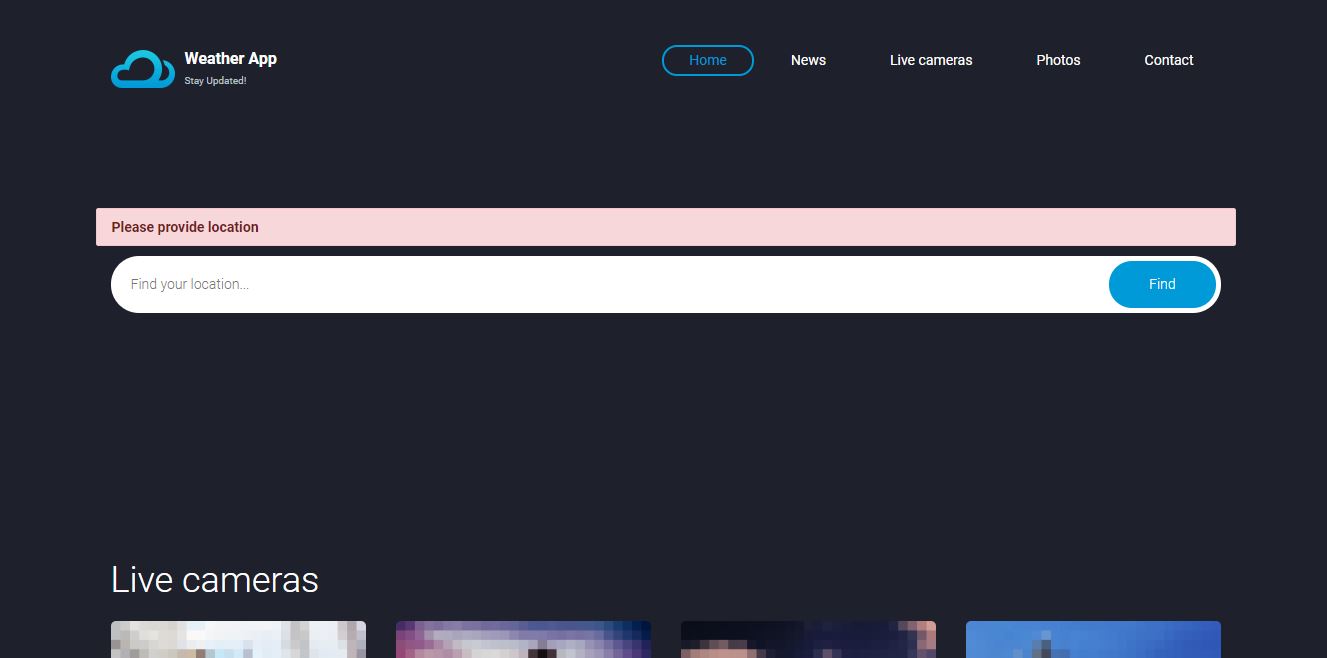 Weather App
Stay Updated!
Home
News
Live cameras
Photos
Contact
Please provide location
Find your location...
Find
Live cameras